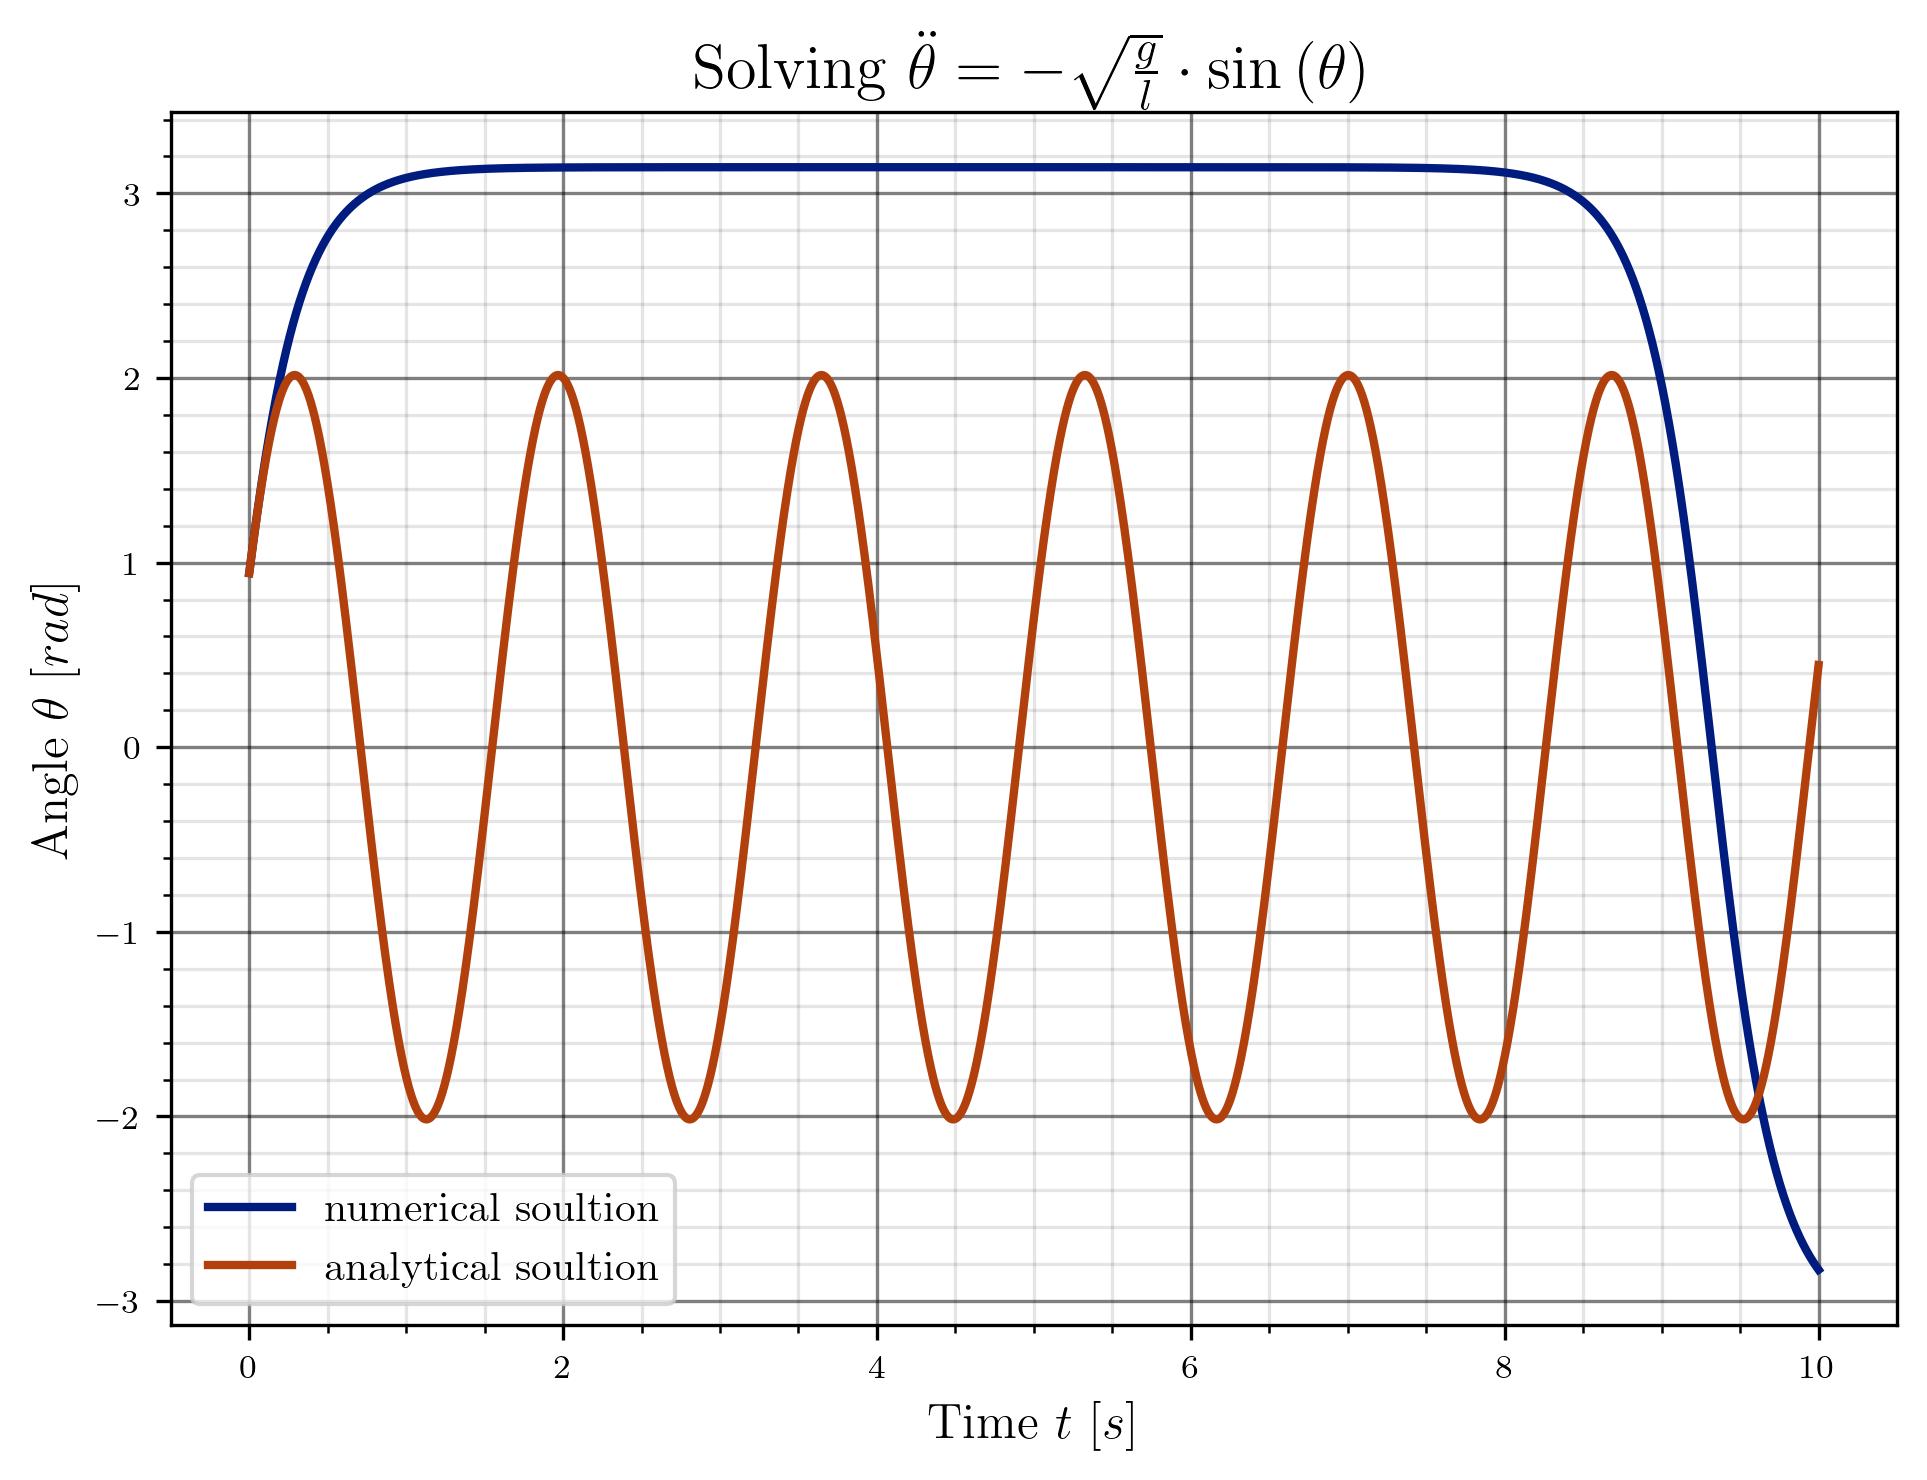 Solving θ̈ = −√(g/l) · sin (θ)
Angle θ [rad]
3
2
1
0
−1
−2
−3
numerical soultion
analytical soultion
0 2 4 6 8 10
Time t [s]